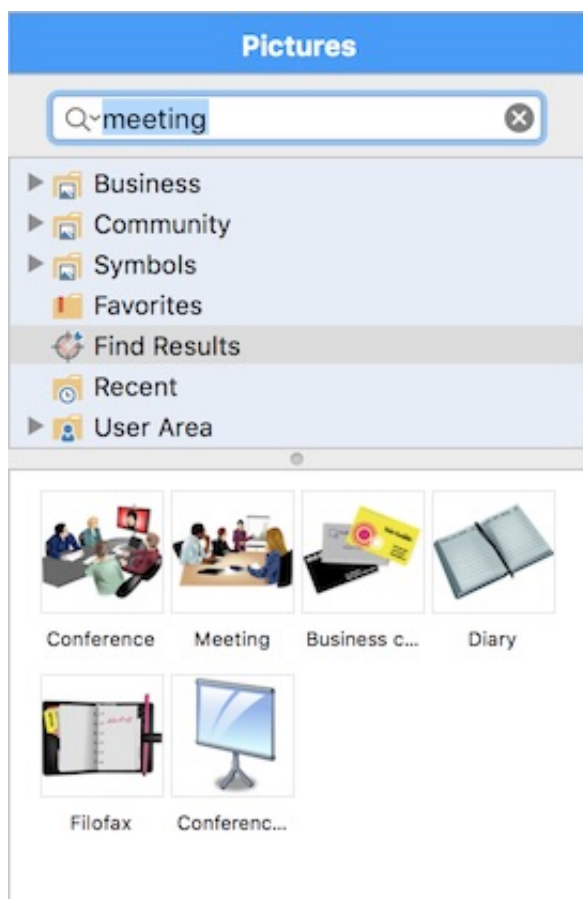 Pictures
meeting
Business
Community
Symbols
Favorites
Find Results
Recent
User Area
Conference Meeting Business c... Diary
Filofax Conferenc...